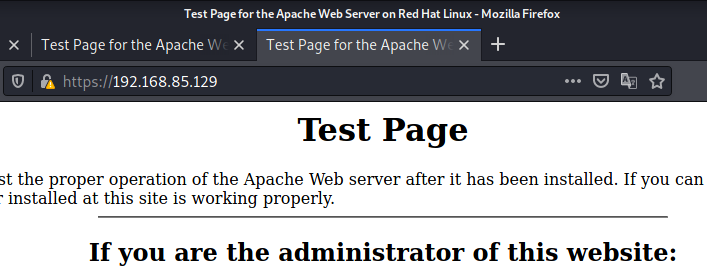 Test Page for the Apache Web Server on Red Hat Linux - Mozilla Firefox
Test Page for the Apache We Test Page for the Apache We
https://192.168.85.129
Test Page
st the proper operation of the Apache Web server after it has been installed. If you can
r installed at this site is working properly.
If you are the administrator of this website: